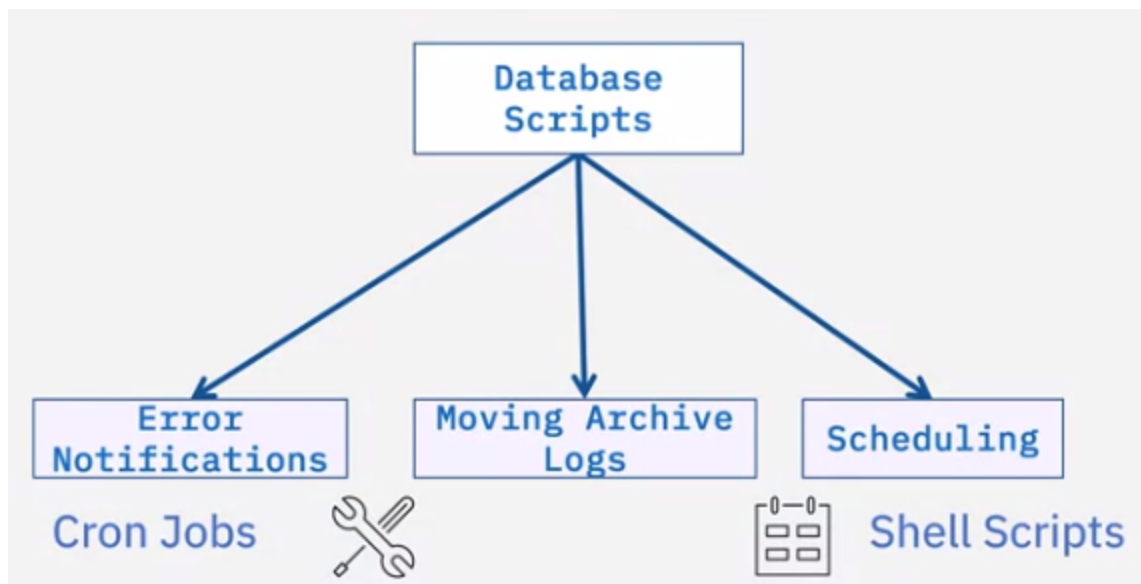 Database
Scripts
Error
Notifications
Moving Archive
Logs
Scheduling
Cron Jobs
Shell Scripts